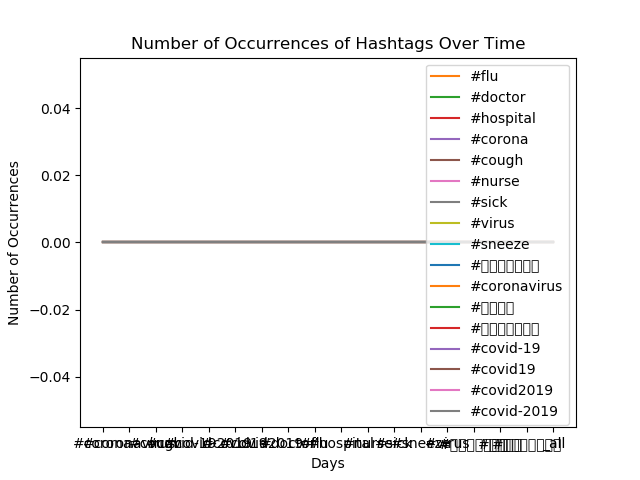 Number of Occurrences of Hashtags Over Time
#flu
#doctor
#hospital
#corona
#cough
#nurse
#sick
#virus
#sneeze
#coronavirus
#covid-19
#covid19
#covid2019
#covid-2019
0.04
0.02
0.00
−0.02
−0.04
Number of Occurrences
_all
Days